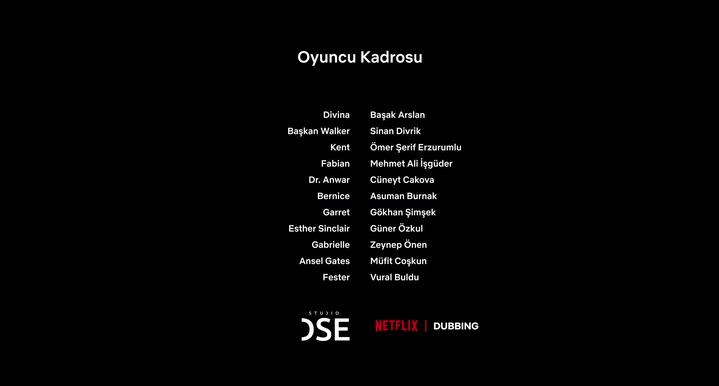 Oyuncu Kadrosu
Divina Başak Arslan
Başkan Walker Sinan Divrik
Kent Ömer Şerif Erzurumlu
Fabian Mehmet Ali İşgüder
Dr. Anwar Cüneyt Cakova
Bernice Asuman Burnak
Garret Gökhan Şimşek
Esther Sinclair Güner Özkul
Gabrielle Zeynep Önen
Ansel Gates Müfit Coşkun
Fester Vural Buldu
STUDIO
DSE
NETFLIX | DUBBING